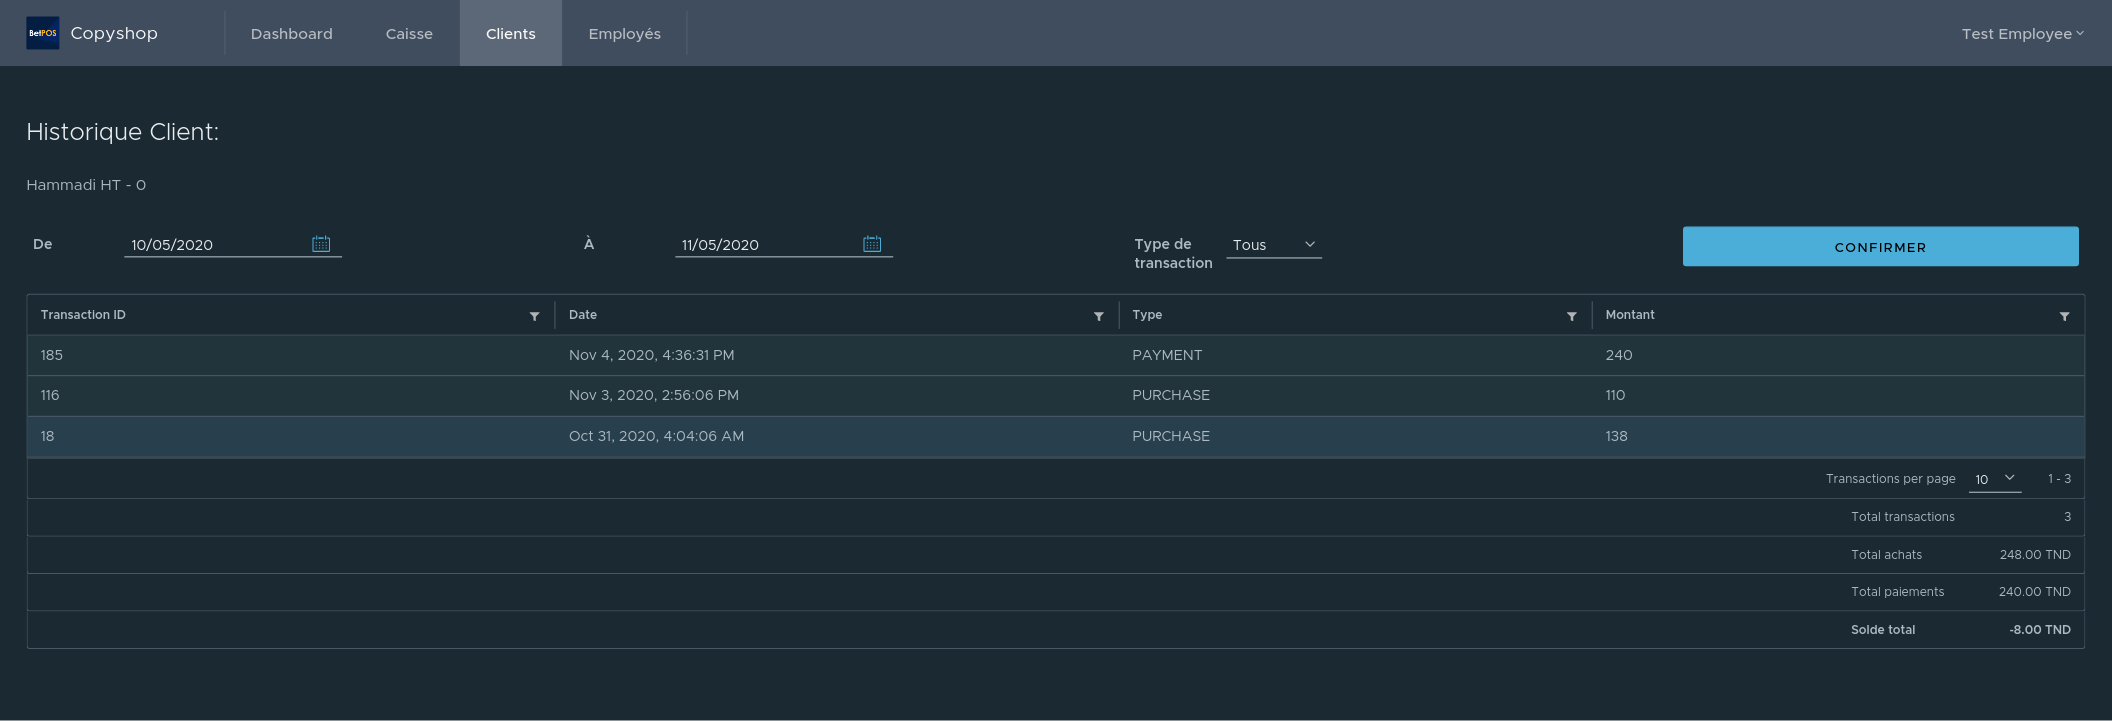 BetPOS Copyshop Dashboard Caisse Clients Employés Test Employee
Historique Client:
Hammadi HT - 0
De 10/05/2020 À 11/05/2020 Type de transaction Tous CONFIRMER
Transaction ID Date Type Montant
185 Nov 4, 2020, 4:36:31 PM PAYMENT 240
116 Nov 3, 2020, 2:56:06 PM PURCHASE 110
18 Oct 31, 2020, 4:04:06 AM PURCHASE 138
Transactions per page 10 1 - 3
Total transactions 3
Total achats 248.00 TND
Total paiements 240.00 TND
Solde total -8.00 TND